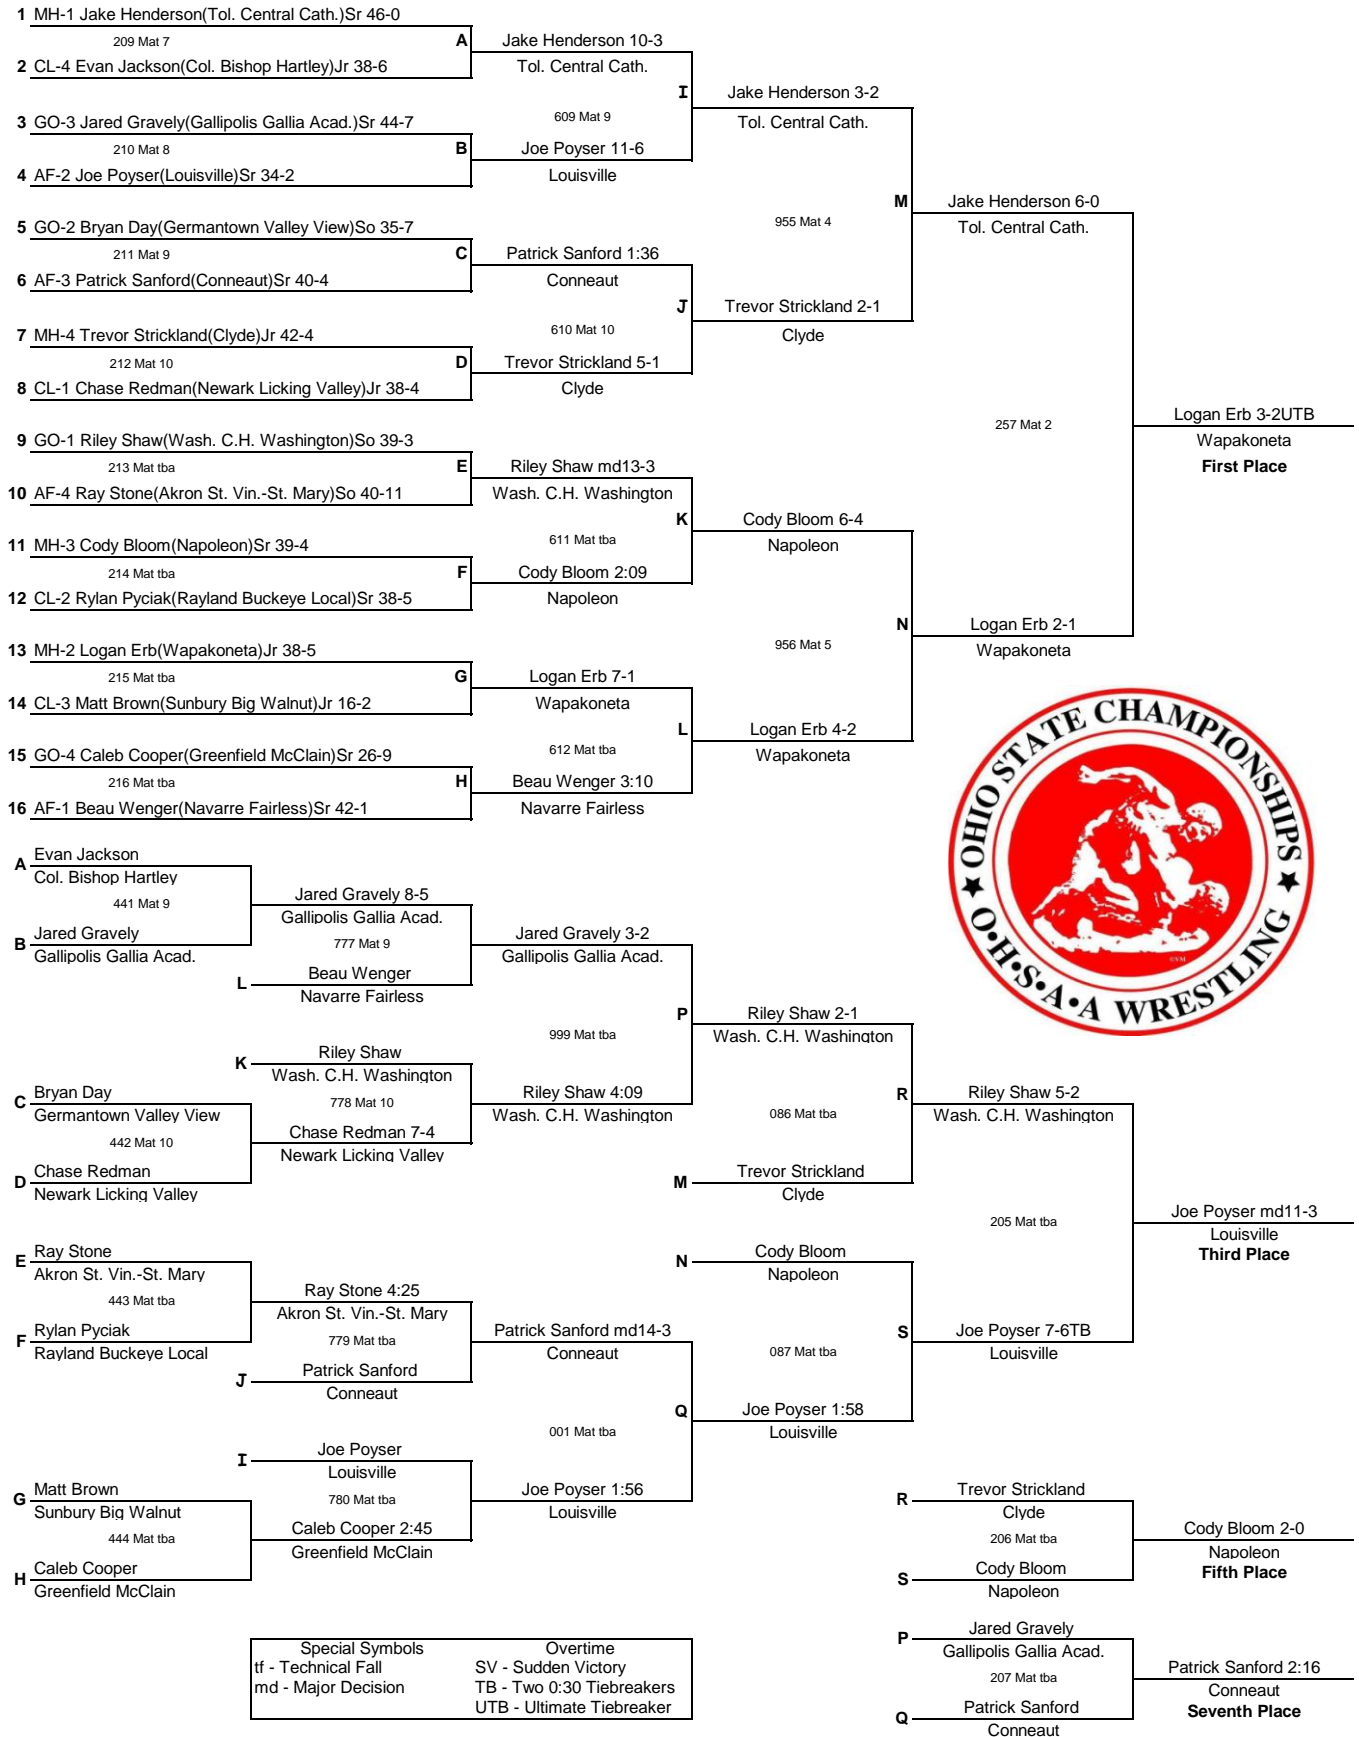 1 MH-1 Jake Henderson(Tol. Central Cath.)Sr 46-0
209 Mat 7
A
2 CL-4 Evan Jackson(Col. Bishop Hartley)Jr 38-6
Jake Henderson 10-3
Tol. Central Cath.
I
609 Mat 9
3 GO-3 Jared Gravely(Gallipolis Gallia Acad.)Sr 44-7
210 Mat 8
B
4 AF-2 Joe Poyser(Louisville)Sr 34-2
Joe Poyser 11-6
Louisville
Jake Henderson 3-2
Tol. Central Cath.
M
955 Mat 4
5 GO-2 Bryan Day(Germantown Valley View)So 35-7
211 Mat 9
C
6 AF-3 Patrick Sanford(Conneaut)Sr 40-4
Patrick Sanford 1:36
Conneaut
J
610 Mat 10
7 MH-4 Trevor Strickland(Clyde)Jr 42-4
212 Mat 10
D
8 CL-1 Chase Redman(Newark Licking Valley)Jr 38-4
Trevor Strickland 5-1
Clyde
Trevor Strickland 2-1
Clyde
Jake Henderson 6-0
Tol. Central Cath.
257 Mat 2
Logan Erb 3-2UTB
Wapakoneta
First Place
9 GO-1 Riley Shaw(Wash. C.H. Washington)So 39-3
213 Mat tba
E
10 AF-4 Ray Stone(Akron St. Vin.-St. Mary)So 40-11
Riley Shaw md13-3
Wash. C.H. Washington
K
611 Mat tba
11 MH-3 Cody Bloom(Napoleon)Sr 39-4
214 Mat tba
F
12 CL-2 Rylan Pyciak(Rayland Buckeye Local)Sr 38-5
Cody Bloom 2:09
Napoleon
Cody Bloom 6-4
Napoleon
N
956 Mat 5
Logan Erb 2-1
Wapakoneta
13 MH-2 Logan Erb(Wapakoneta)Jr 38-5
215 Mat tba
G
14 CL-3 Matt Brown(Sunbury Big Walnut)Jr 16-2
Logan Erb 7-1
Wapakoneta
L
612 Mat tba
15 GO-4 Caleb Cooper(Greenfield McClain)Sr 26-9
216 Mat tba
H
16 AF-1 Beau Wenger(Navarre Fairless)Sr 42-1
Beau Wenger 3:10
Navarre Fairless
Logan Erb 4-2
Wapakoneta
★ OHIO STATE CHAMPIONSHIPS ★
O•H•S•A•A WRESTLING
©VM
A Evan Jackson
Col. Bishop Hartley
441 Mat 9
B Jared Gravely
Gallipolis Gallia Acad.
Jared Gravely 8-5
Gallipolis Gallia Acad.
777 Mat 9
L Beau Wenger
Navarre Fairless
Jared Gravely 3-2
Gallipolis Gallia Acad.
P
999 Mat tba
K Riley Shaw
Wash. C.H. Washington
778 Mat 10
C Bryan Day
Germantown Valley View
442 Mat 10
D Chase Redman
Newark Licking Valley
Chase Redman 7-4
Newark Licking Valley
Riley Shaw 4:09
Wash. C.H. Washington
Riley Shaw 2-1
Wash. C.H. Washington
R
086 Mat tba
M Trevor Strickland
Clyde
Riley Shaw 5-2
Wash. C.H. Washington
205 Mat tba
Joe Poyser md11-3
Louisville
Third Place
E Ray Stone
Akron St. Vin.-St. Mary
443 Mat tba
F Rylan Pyciak
Rayland Buckeye Local
Ray Stone 4:25
Akron St. Vin.-St. Mary
779 Mat tba
J Patrick Sanford
Conneaut
Patrick Sanford md14-3
Conneaut
Q
001 Mat tba
N Cody Bloom
Napoleon
S
087 Mat tba
Joe Poyser 1:58
Louisville
Joe Poyser 7-6TB
Louisville
I Joe Poyser
Louisville
780 Mat tba
G Matt Brown
Sunbury Big Walnut
444 Mat tba
H Caleb Cooper
Greenfield McClain
Caleb Cooper 2:45
Greenfield McClain
Joe Poyser 1:56
Louisville
R Trevor Strickland
Clyde
206 Mat tba
S Cody Bloom
Napoleon
Cody Bloom 2-0
Napoleon
Fifth Place
P Jared Gravely
Gallipolis Gallia Acad.
207 Mat tba
Q Patrick Sanford
Conneaut
Patrick Sanford 2:16
Conneaut
Seventh Place
Special Symbols Overtime
tf - Technical Fall SV - Sudden Victory
md - Major Decision TB - Two 0:30 Tiebreakers
UTB - Ultimate Tiebreaker